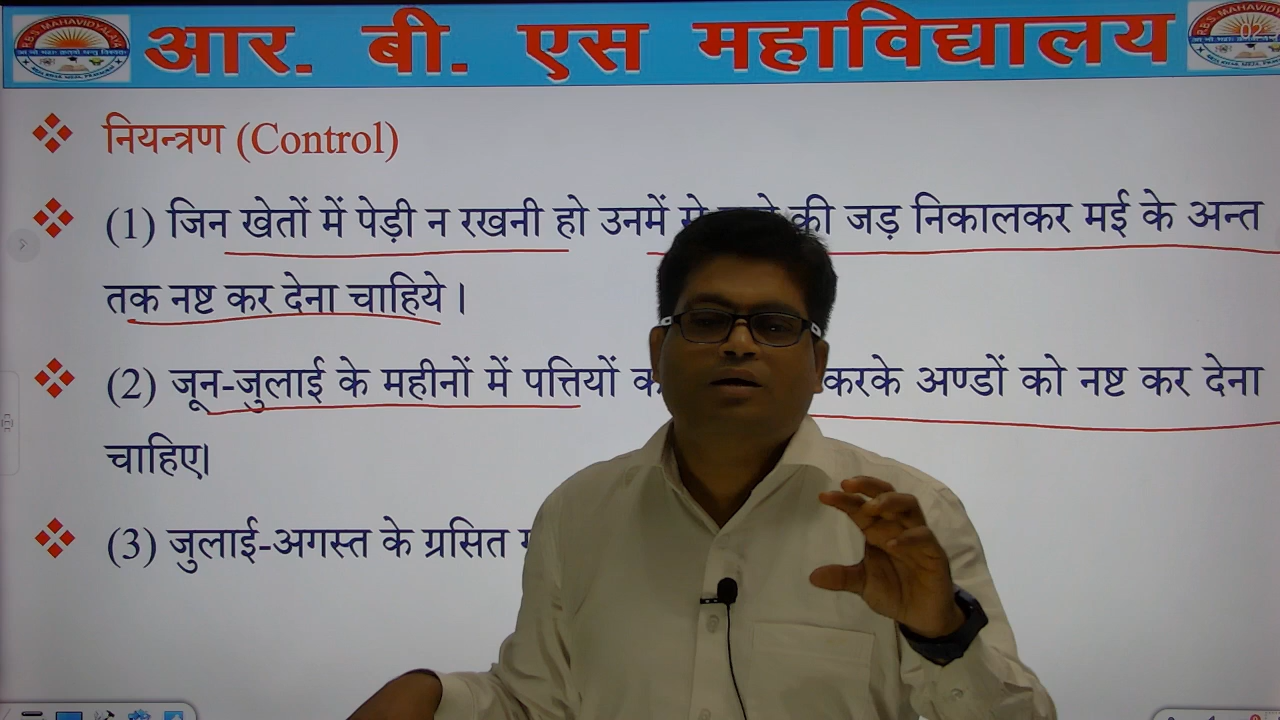 आर. बी. एस महाविद्यालय
R.B.S. MAHAVIDYALAYA
नियन्त्रण (Control)
(1) जिन खेतों में पेड़ी न रखनी हो उनमें की जड़ निकालकर मई के अन्त
तक नष्ट कर देना चाहिये ।
(2) जून-जुलाई के महीनों में पत्तियों करके अण्डों को नष्ट कर देना
चाहिए।
(3) जुलाई-अगस्त के ग्रसित